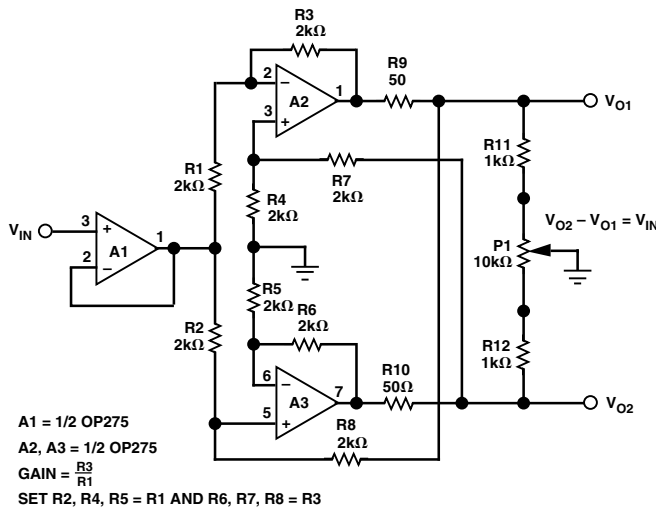 R3
2kΩ
R9
50
2
1
VO1
A2
3
R11
1kΩ
R1
2kΩ
R7
2kΩ
R4
2kΩ
VO2 – VO1 = VIN
VIN
3
1
A1
2
P1
10kΩ
R5
2kΩ
R6
2kΩ
R2
2kΩ
R12
1kΩ
R10
50Ω
6
7
A3
5
VO2
R8
2kΩ
A1 = 1/2 OP275
A2, A3 = 1/2 OP275
GAIN = R3
R1
SET R2, R4, R5 = R1 AND R6, R7, R8 = R3